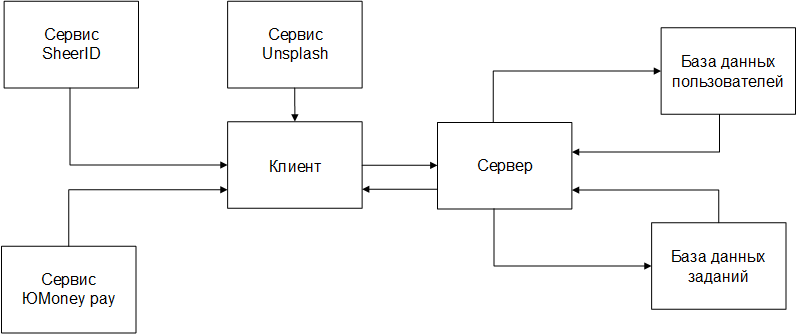 Сервис
SheerID
Сервис
Unsplash
База данных
пользователей
Клиент
Сервер
База данных
заданий
Сервис
ЮMoney pay